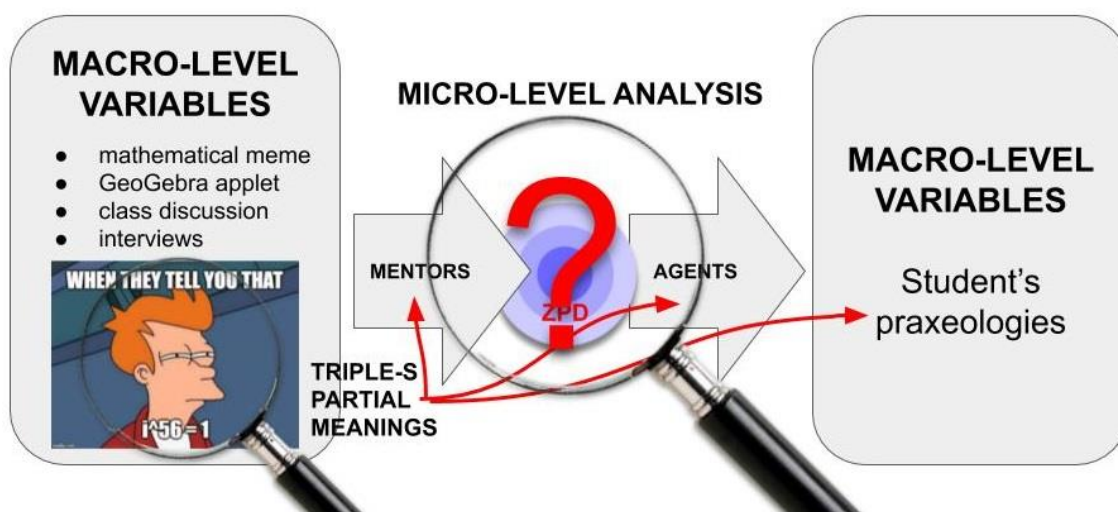 MACRO-LEVEL
VARIABLES
● mathematical meme
● GeoGebra applet
● class discussion
● interviews
WHEN THEY TELL YOU THAT
i^56 = 1
MICRO-LEVEL ANALYSIS
MENTORS
?
ZPD
AGENTS
TRIPLE-S
PARTIAL
MEANINGS
MACRO-LEVEL
VARIABLES
Student's
praxeologies